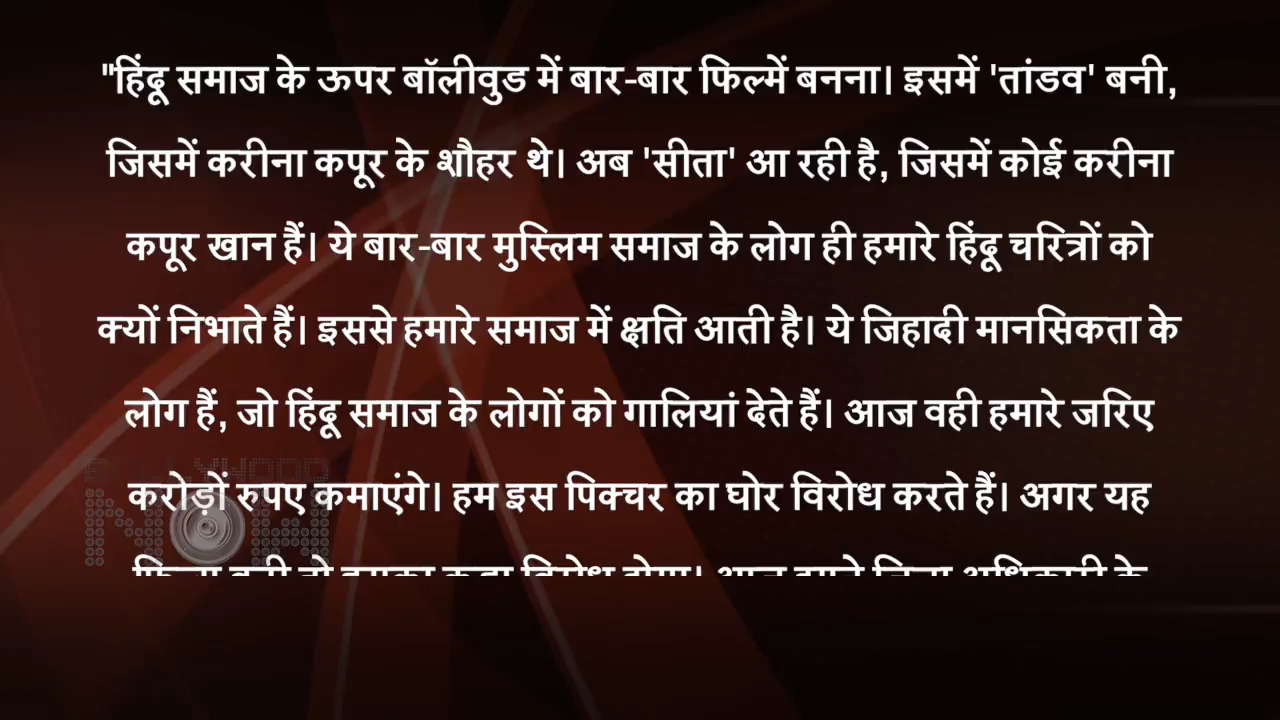 "हिंदू समाज के ऊपर बॉलीवुड में बार-बार फिल्में बनना। इसमें 'तांडव' बनी,
जिसमें करीना कपूर के शौहर थे। अब 'सीता' आ रही है, जिसमें कोई करीना
कपूर खान हैं। ये बार-बार मुस्लिम समाज के लोग ही हमारे हिंदू चरित्रों को
क्यों निभाते हैं। इससे हमारे समाज में क्षति आती है। ये जिहादी मानसिकता के
लोग हैं, जो हिंदू समाज के लोगों को गालियां देते हैं। आज वही हमारे जरिए
करोड़ों रुपए कमाएंगे। हम इस पिक्चर का घोर विरोध करते हैं। अगर यह
BOLLYWOOD
NOW